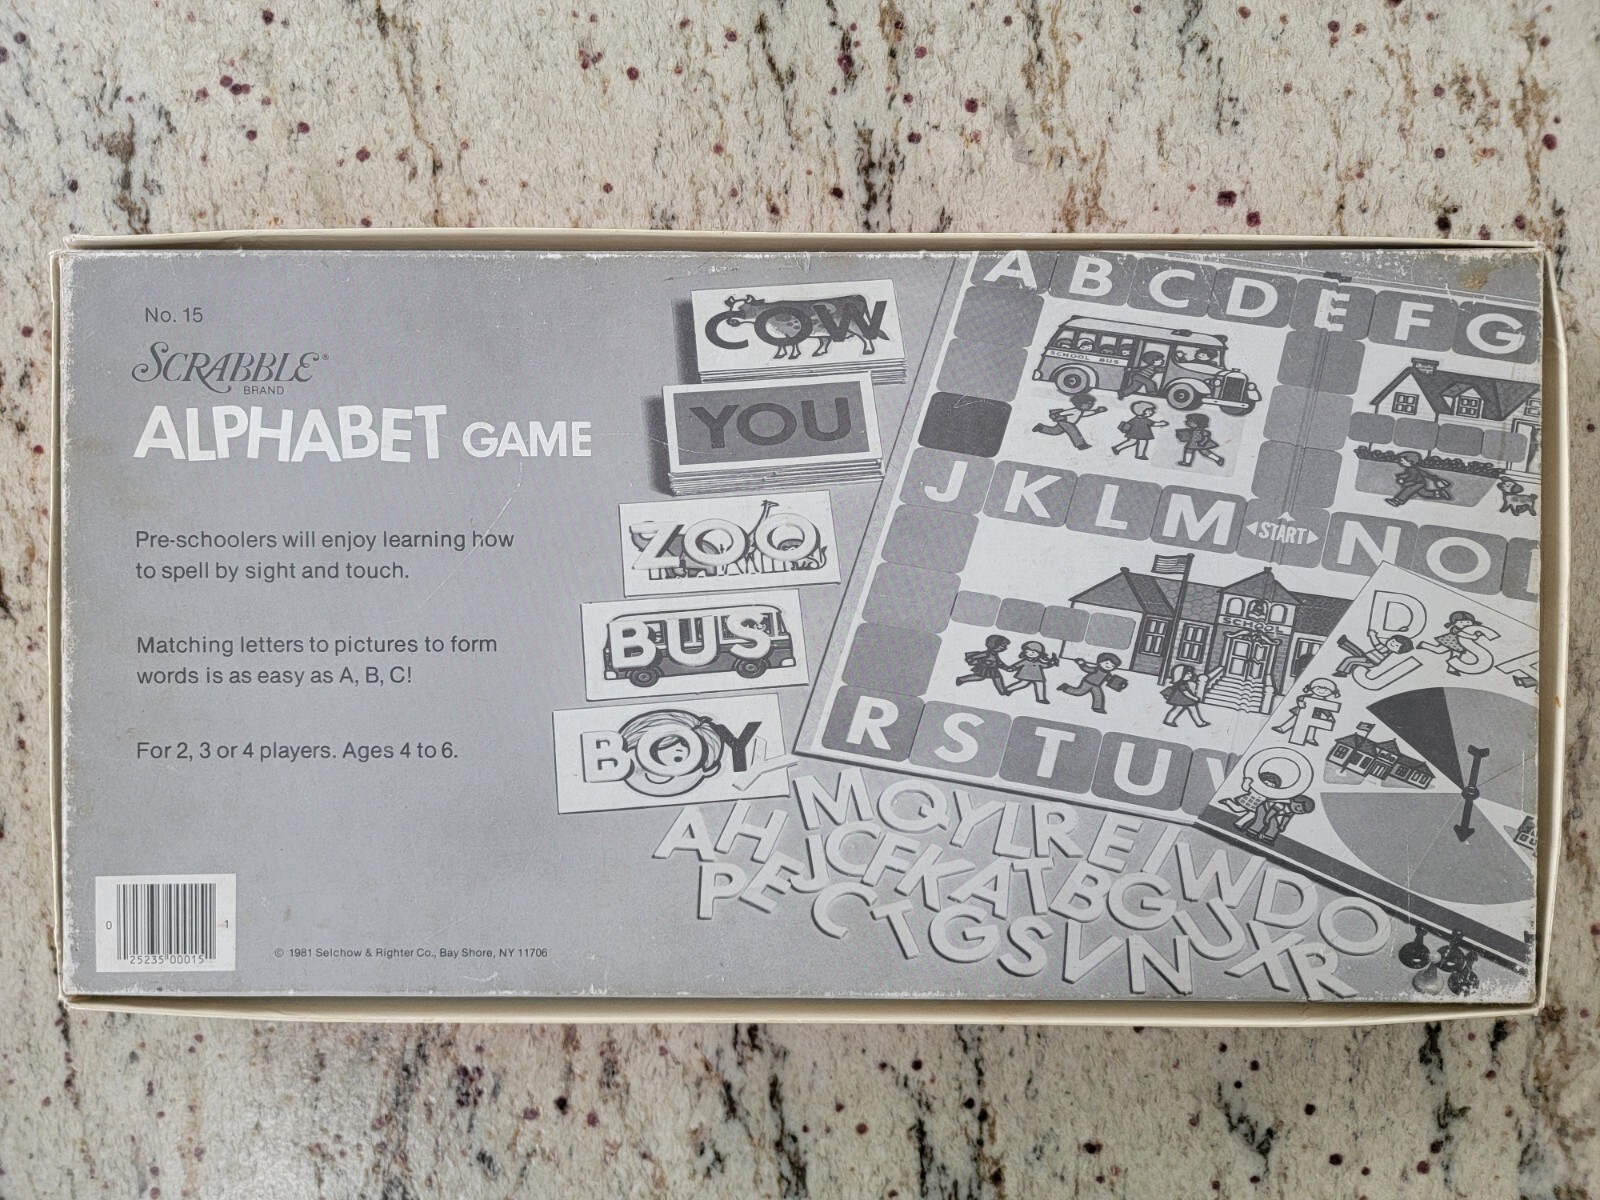 No. 15
SCRABBLE®
BRAND
ALPHABET GAME
Pre-schoolers will enjoy learning how
to spell by sight and touch.
Matching letters to pictures to form
words is as easy as A, B, C!
For 2, 3 or 4 players. Ages 4 to 6.
0 25235 00015 1
© 1981 Selchow & Righter Co., Bay Shore, NY 11706
COW
YOU
ZOO
BUS
BOY
A B C D E F G
SCHOOL BUS
J K L M START N O
SCHOOL
R S T U V
D S
J
F
O
M Q Y L R E I W D O
A H J C F K A T B G U X R
P E C T G S V N